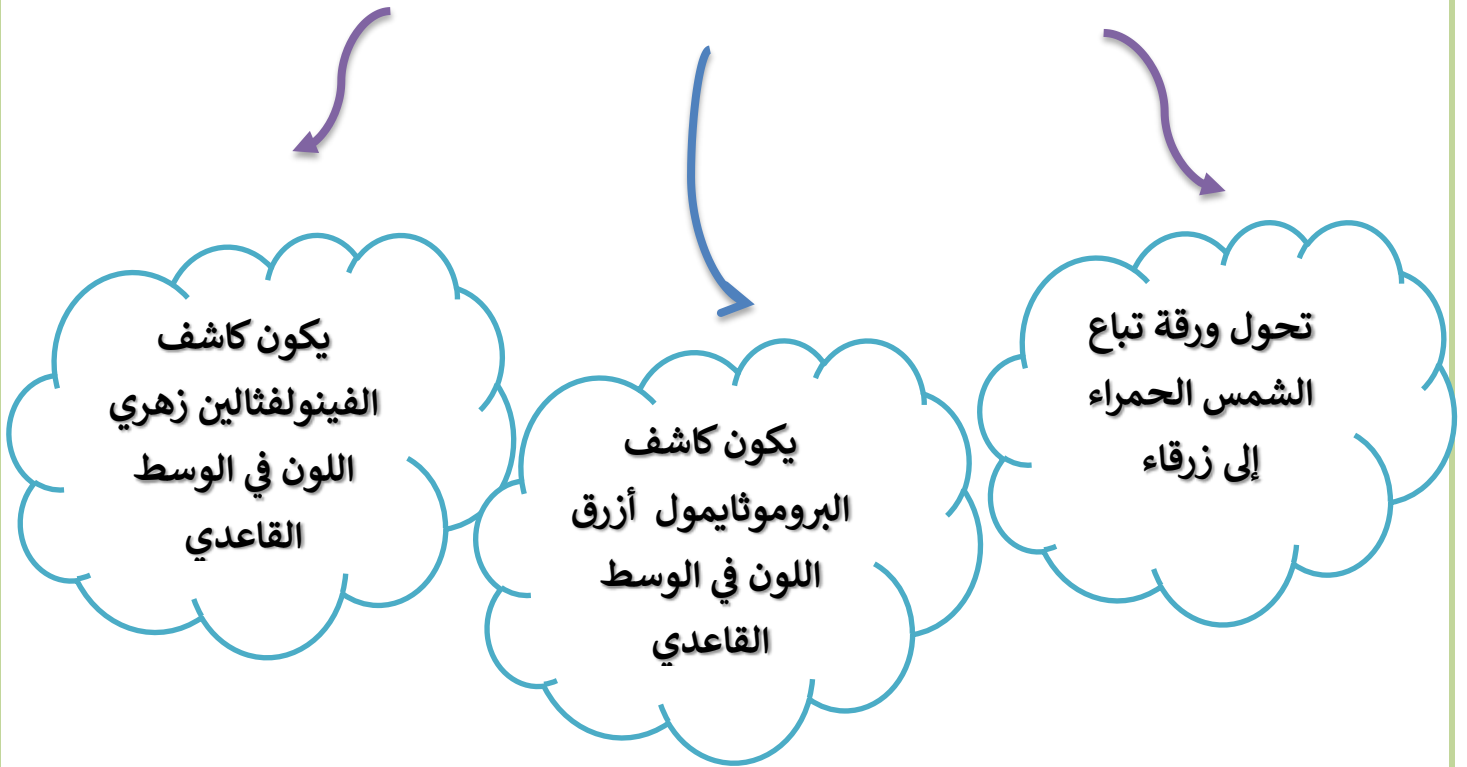 تحول ورقة تباع
الشمس الحمراء
إلى زرقاء
يكون كاشف
البروموثايمول أزرق
اللون في الوسط
القاعدي
يكون كاشف
الفينولفثالين زهري
اللون في الوسط
القاعدي